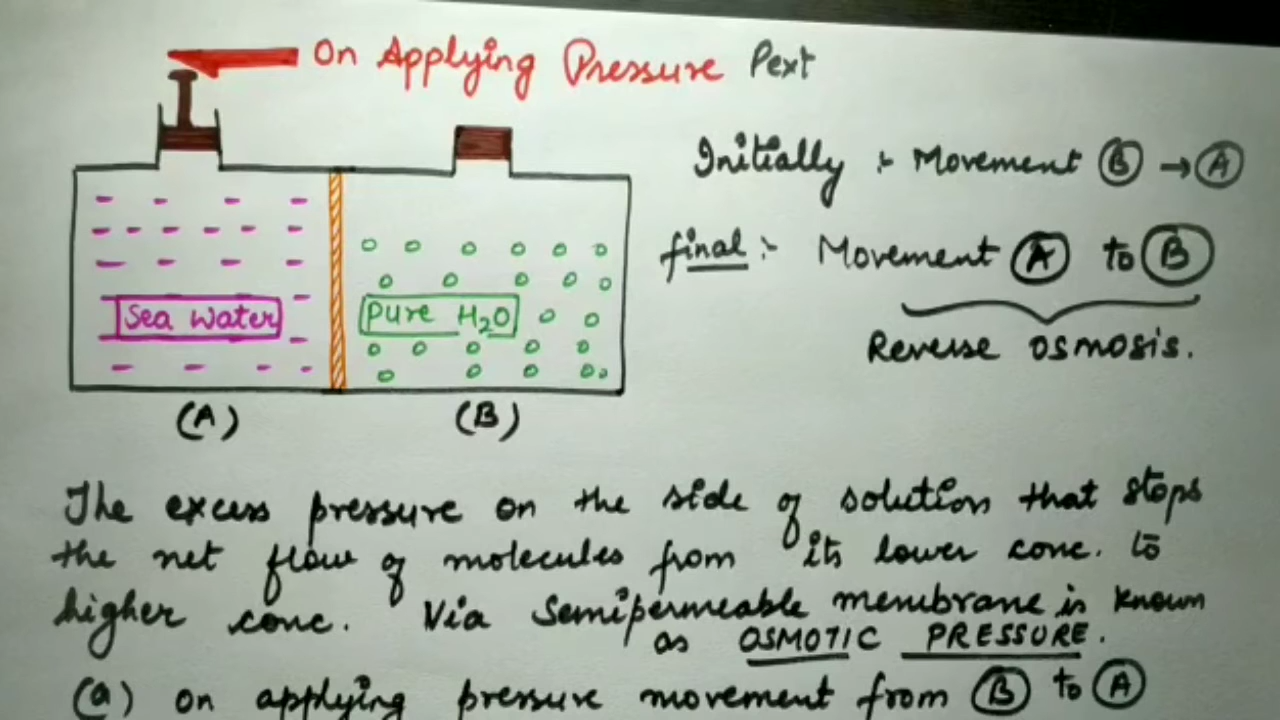 On Applying Pressure Pext
Initially :- Movement B → A
final :- Movement A to B
Reverse osmosis.
Sea Water
Pure H₂O
(A)
(B)
The excess pressure on the side of solution that stops
the net flow of molecules from its lower conc. to
higher conc. Via Semipermeable membrane is known
as OSMOTIC PRESSURE.
(a) on applying pressure movement from B to A